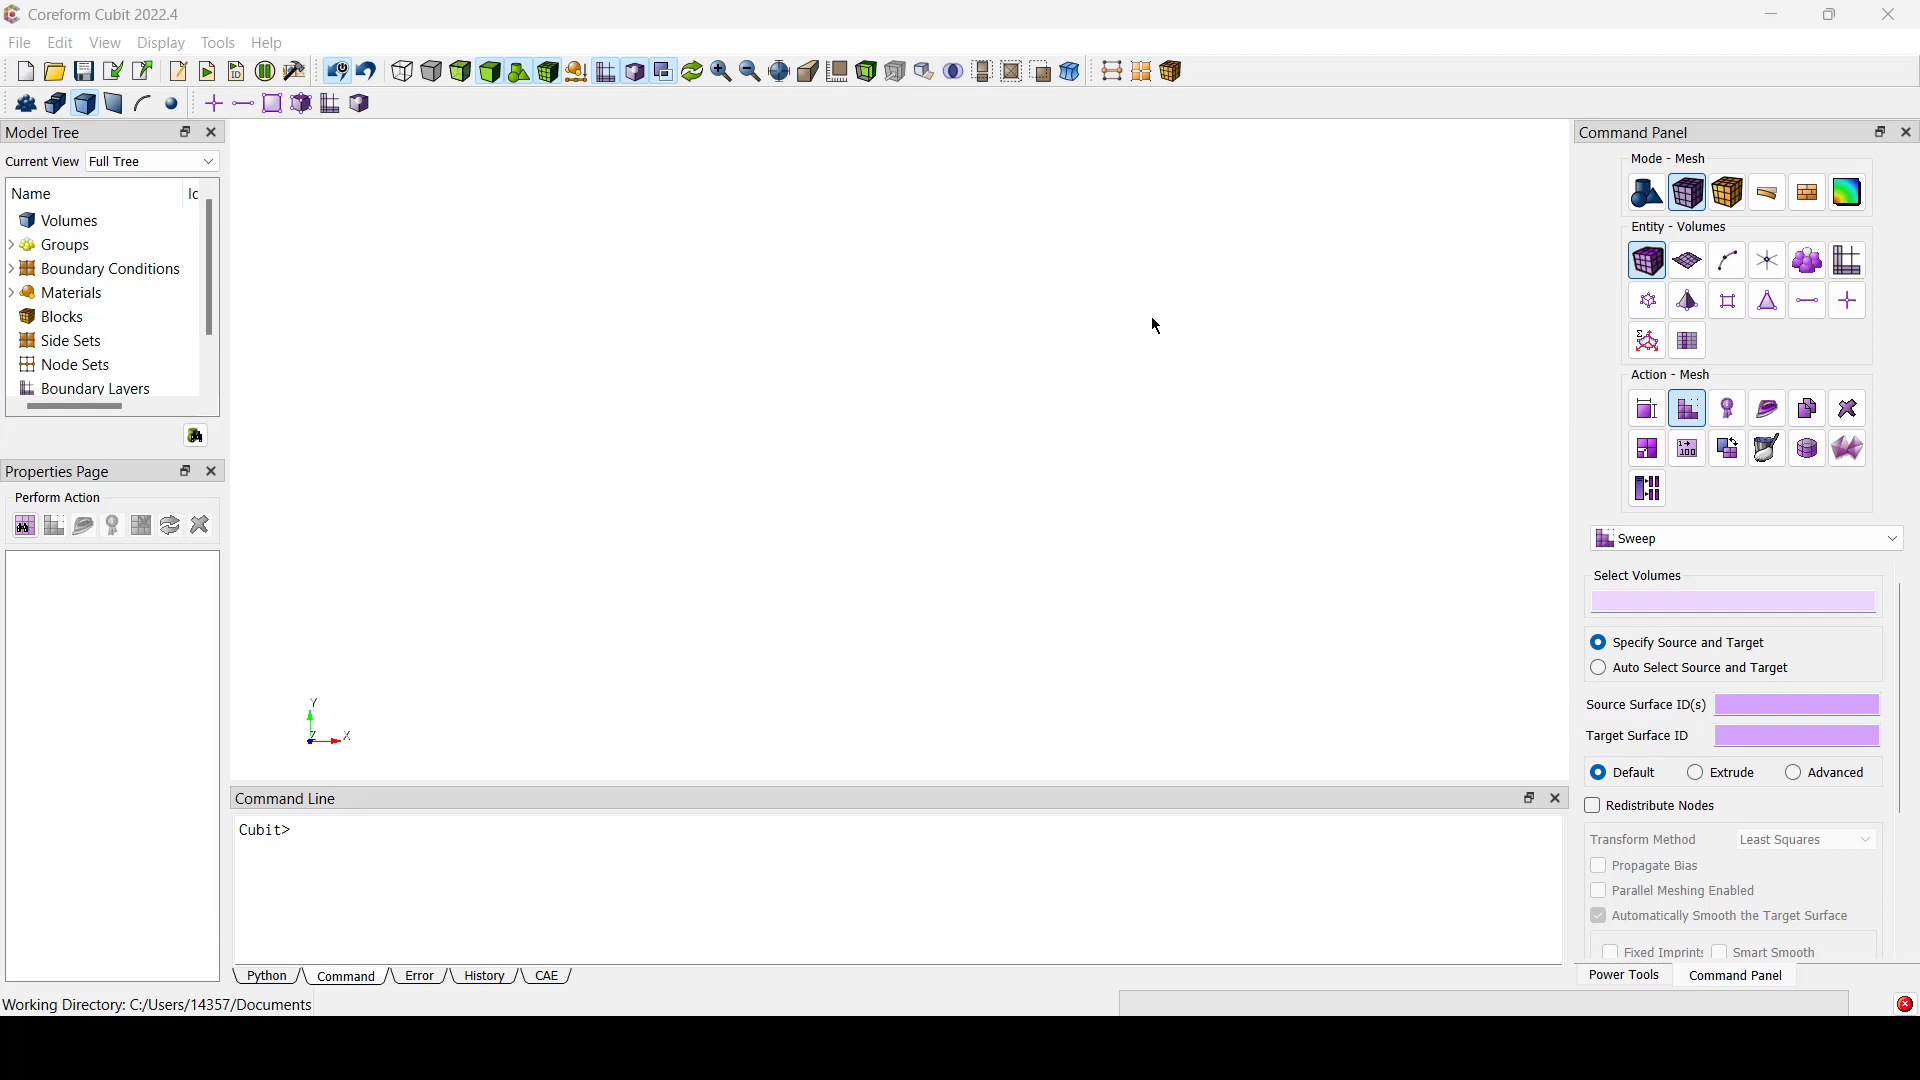 Coreform Cubit 2022.4
File Edit View Display Tools Help
Model Tree
Current View Full Tree
Name Ic
Volumes
Groups
Boundary Conditions
Materials
Blocks
Side Sets
Node Sets
Boundary Layers
Properties Page
Perform Action
Y
Z X
Command Line
Cubit>
Python Command Error History CAE
Working Directory: C:/Users/14357/Documents
Command Panel
Mode - Mesh
Entity - Volumes
Action - Mesh
Sweep
Select Volumes
Specify Source and Target
Auto Select Source and Target
Source Surface ID(s)
Target Surface ID
Default Extrude Advanced
Redistribute Nodes
Transform Method Least Squares
Propagate Bias
Parallel Meshing Enabled
Automatically Smooth the Target Surface
Fixed Imprints Smart Smooth
Power Tools Command Panel